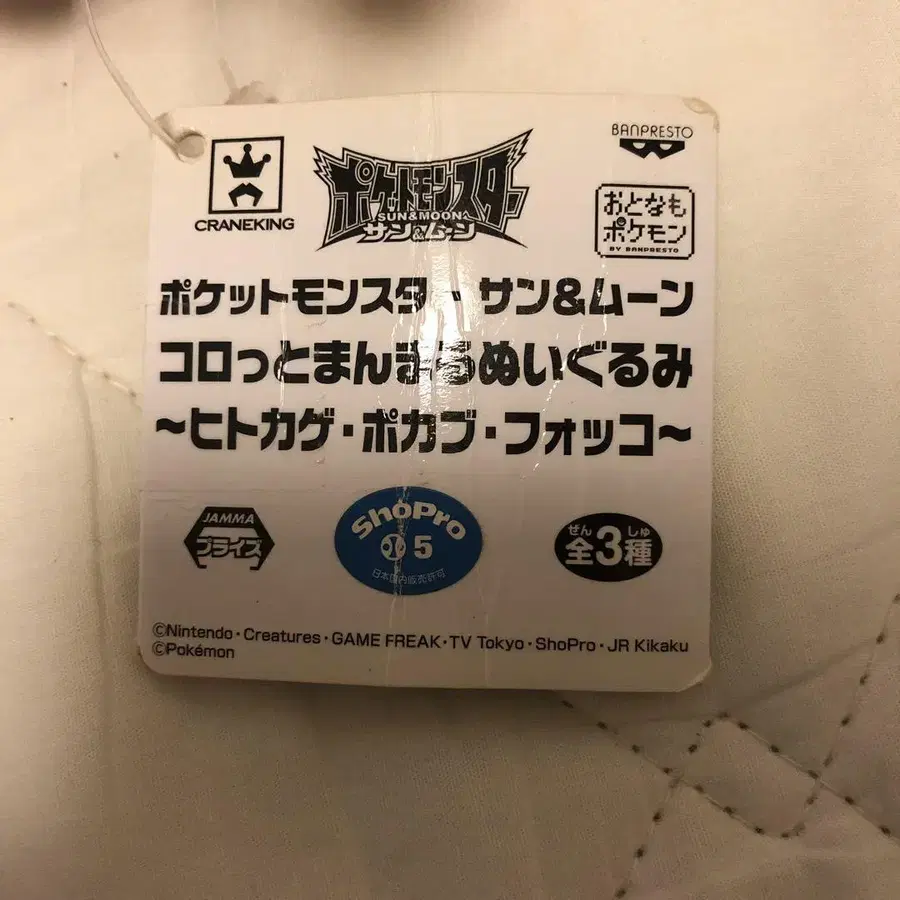 CRANEKING
ポケットモンスター
SUN&MOON
サン&ムーン
BANPRESTO
おとなも
ポケモン
BY BANPRESTO
ポケットモンスター サン&ムーン
コロっとまんまるぬいぐるみ
~ヒトカゲ・ポカブ・フォッコ~
JAMMA
プライズ
ShoPro
5
日本国内販売許可
ぜん しゅ
全3種
©Nintendo・Creatures・GAME FREAK・TV Tokyo・ShoPro・JR Kikaku
©Pokémon